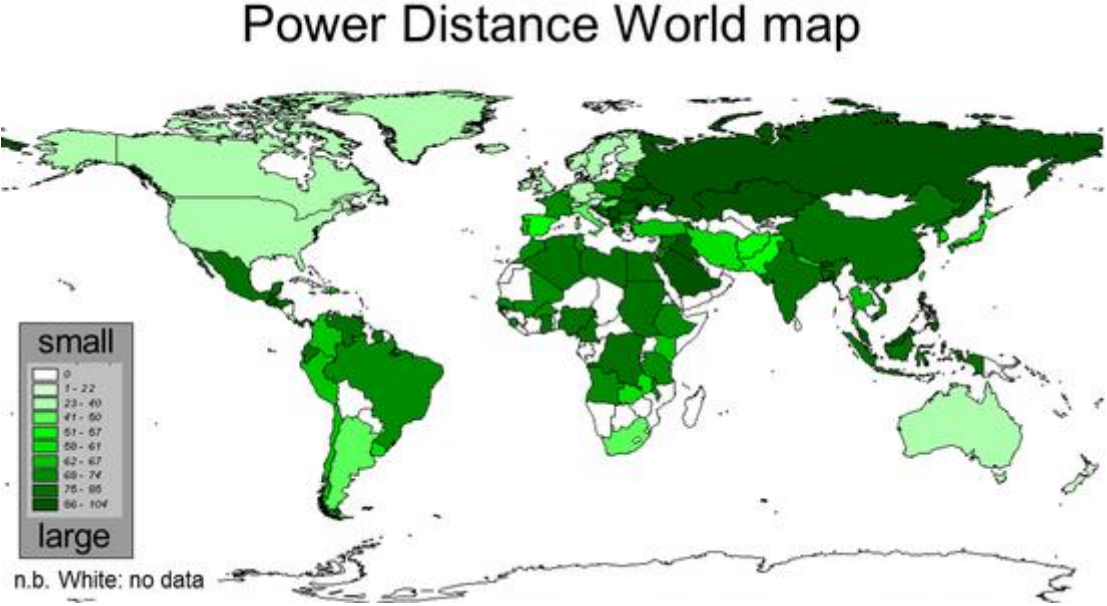 Power Distance World map
small
0
1 - 22
23 - 40
41 - 50
51 - 57
58 - 61
62 - 67
68 - 74
75 - 85
86 - 104
large
n.b. White: no data